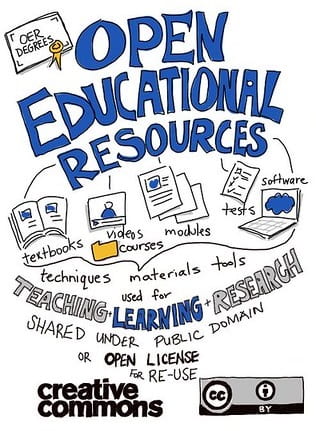 OER
DEGREES
OPEN
EDUCATIONAL
RESOURCES
textbooks
videos
courses
modules
tests
software
techniques materials tools
used for
TEACHING + LEARNING + RESEARCH
SHARED UNDER PUBLIC DOMAIN
OR OPEN LICENSE
FOR RE-USE
creative
commons
cc
BY